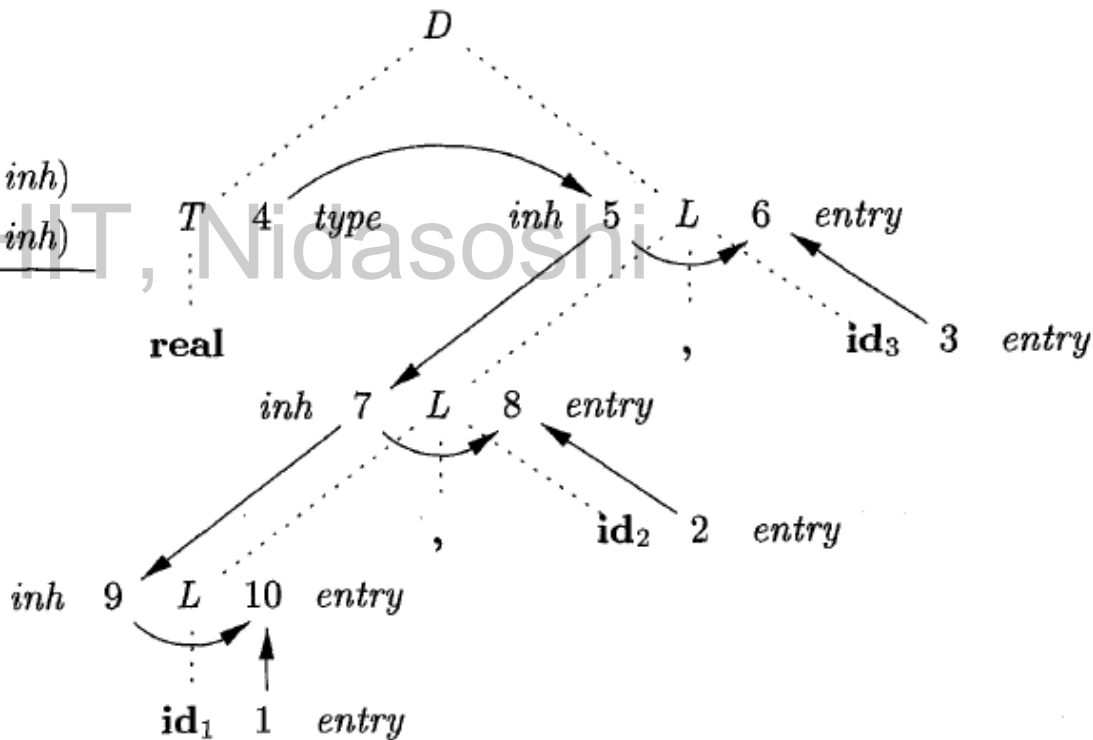 D
inh)
T 4 type inh 5 L 6 entry
inh)
IIT, Nidasoshi
real , id₃ 3 entry
inh 7 L 8 entry
, id₂ 2 entry
inh 9 L 10 entry
id₁ 1 entry